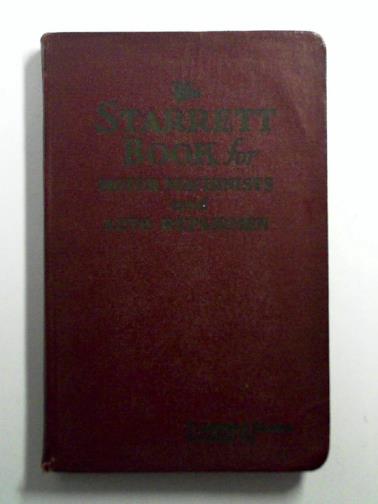 The
STARRETT
BOOK for
MOTOR MACHINISTS
and
AUTO REPAIRMEN